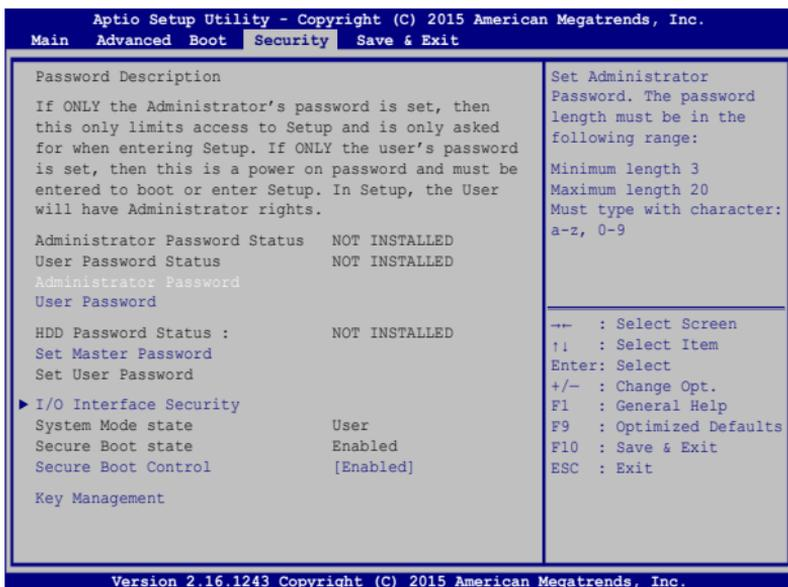 Aptio Setup Utility - Copyright (C) 2015 American Megatrends, Inc.
Main Advanced Boot Security Save & Exit
Password Description
If ONLY the Administrator's password is set, then
this only limits access to Setup and is only asked
for when entering Setup. If ONLY the user's password
is set, then this is a power on password and must be
entered to boot or enter Setup. In Setup, the User
will have Administrator rights.
Administrator Password Status NOT INSTALLED
User Password Status NOT INSTALLED
Administrator Password
User Password
HDD Password Status : NOT INSTALLED
Set Master Password
Set User Password
▶ I/O Interface Security
System Mode state User
Secure Boot state Enabled
Secure Boot Control [Enabled]
Key Management
Set Administrator
Password. The password
length must be in the
following range:
Minimum length 3
Maximum length 20
Must type with character:
a-z, 0-9
→← : Select Screen
↑↓ : Select Item
Enter: Select
+/— : Change Opt.
F1 : General Help
F9 : Optimized Defaults
F10 : Save & Exit
ESC : Exit
Version 2.16.1243 Copyright (C) 2015 American Megatrends, Inc.